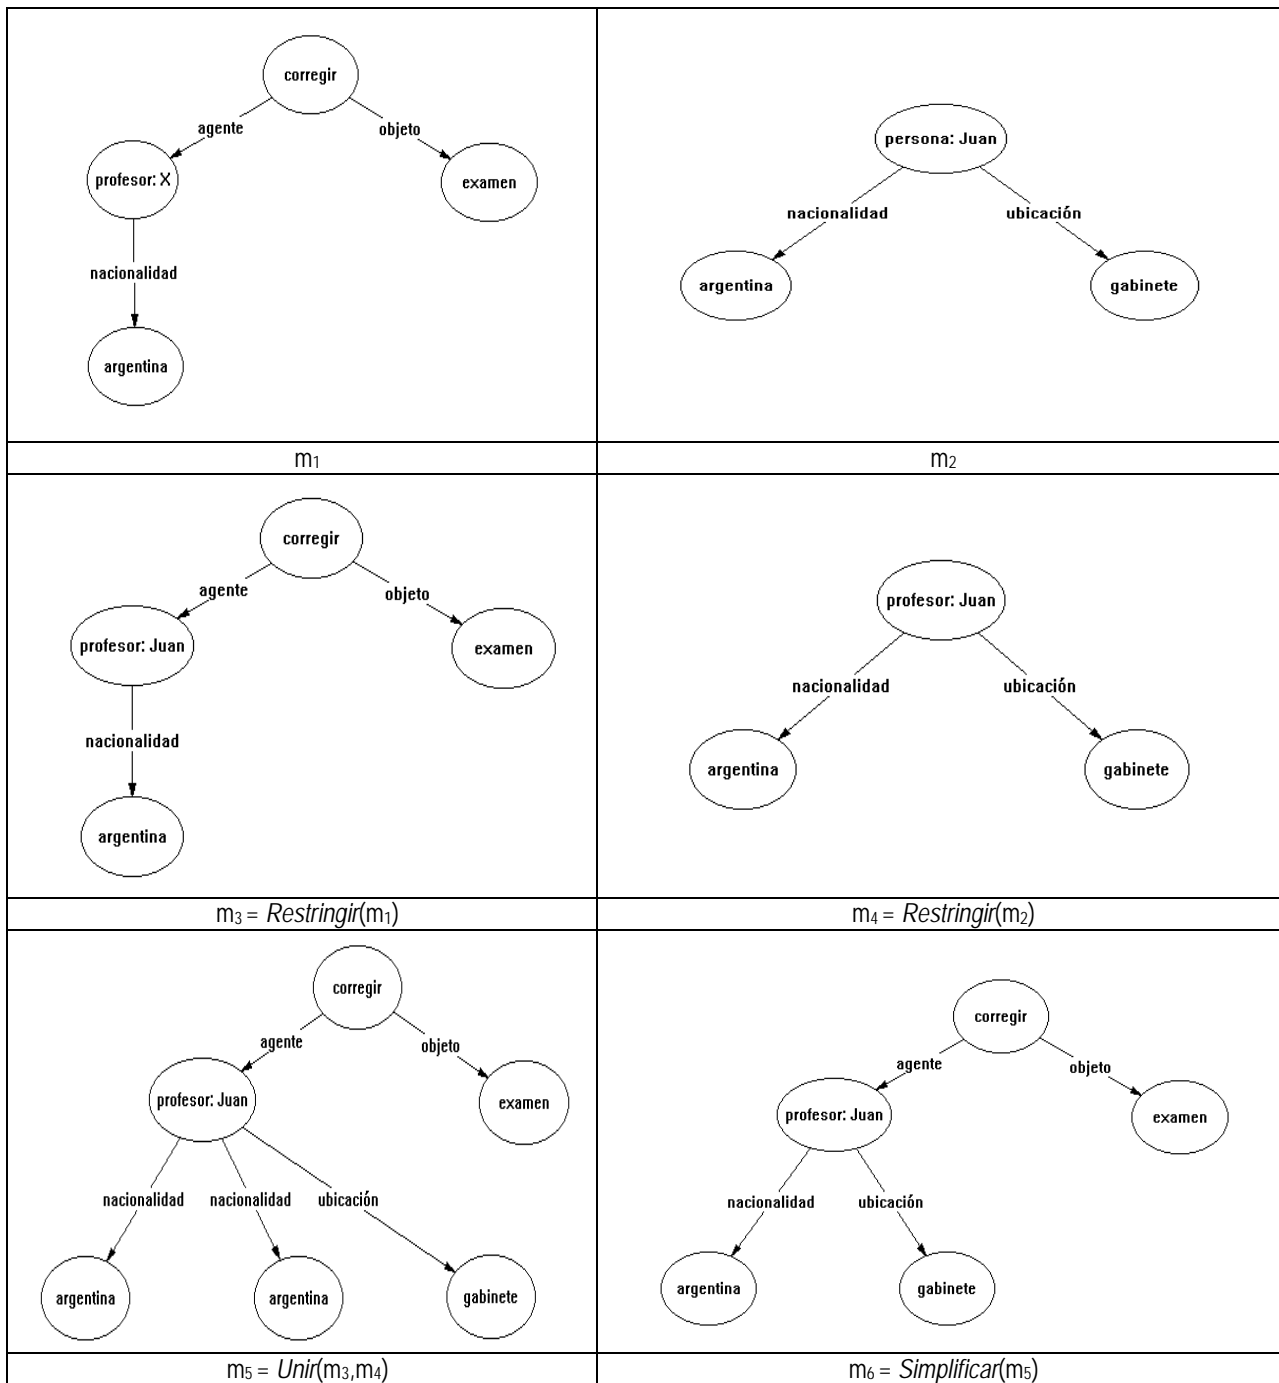 corregir
agente
objeto
profesor: X
examen
nacionalidad
argentina
m1
persona: Juan
nacionalidad
ubicación
argentina
gabinete
m2
corregir
agente
objeto
profesor: Juan
examen
nacionalidad
argentina
m3 = Restringir(m1)
profesor: Juan
nacionalidad
ubicación
argentina
gabinete
m4 = Restringir(m2)
corregir
agente
objeto
profesor: Juan
examen
nacionalidad
nacionalidad
ubicación
argentina
argentina
gabinete
m5 = Unir(m3,m4)
corregir
agente
objeto
profesor: Juan
examen
nacionalidad
ubicación
argentina
gabinete
m6 = Simplificar(m5)